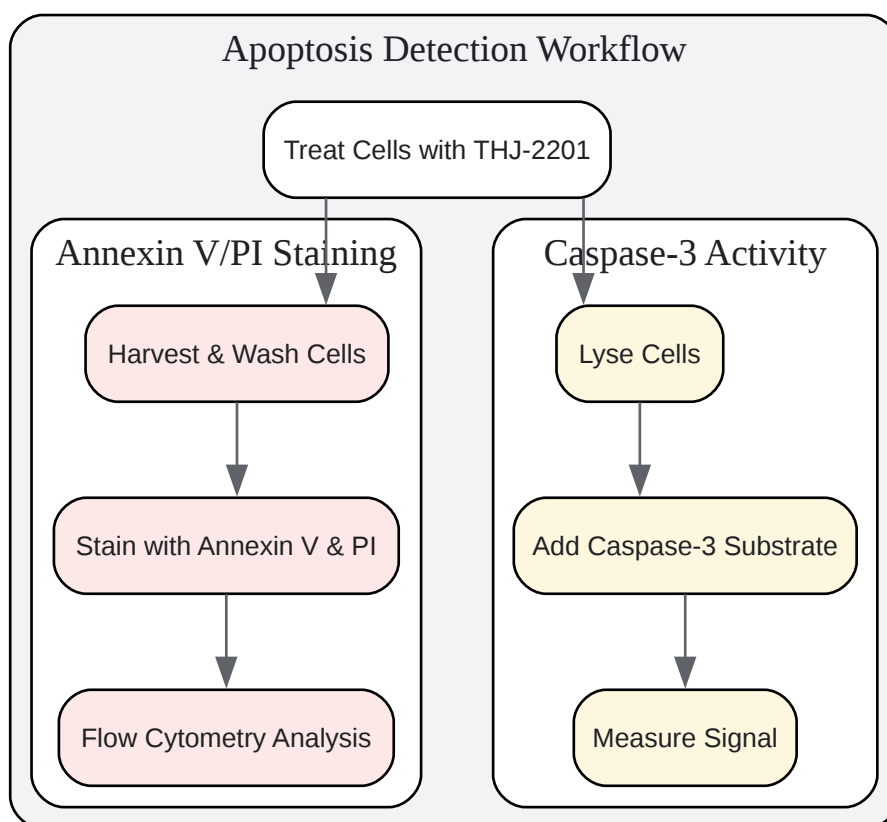 Apoptosis Detection Workflow
Treat Cells with THJ-2201
Annexin V/PI Staining
Harvest & Wash Cells
Stain with Annexin V & PI
Flow Cytometry Analysis
Caspase-3 Activity
Lyse Cells
Add Caspase-3 Substrate
Measure Signal